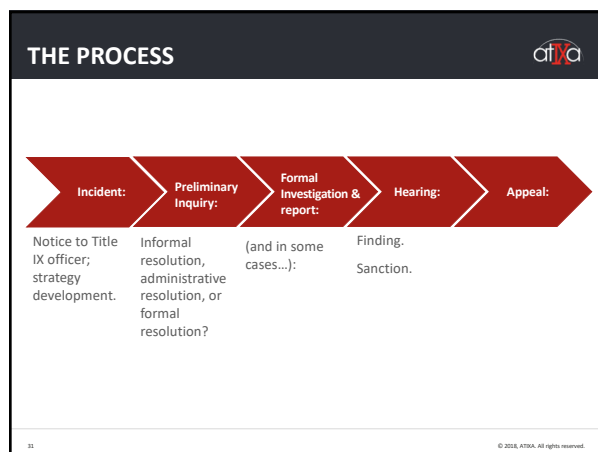 THE PROCESS
atIXa
Incident:
Preliminary
Inquiry:
Formal
Investigation &
report:
Hearing:
Appeal:
Notice to Title
IX officer;
strategy
development.
Informal
resolution,
administrative
resolution, or
formal
resolution?
(and in some
cases…):
Finding.
Sanction.
31
© 2018, ATIXA. All rights reserved.